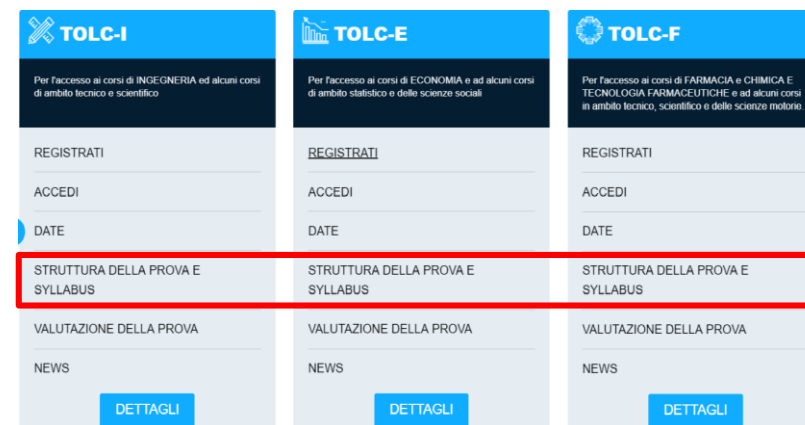 TOLC-I
Per l'accesso ai corsi di INGEGNERIA ed alcuni corsi
di ambito tecnico e scientifico
REGISTRATI
ACCEDI
DATE
STRUTTURA DELLA PROVA E
SYLLABUS
VALUTAZIONE DELLA PROVA
NEWS
DETTAGLI
TOLC-E
Per l'accesso ai corsi di ECONOMIA e ad alcuni corsi
di ambito statistico e delle scienze sociali
REGISTRATI
ACCEDI
DATE
STRUTTURA DELLA PROVA E
SYLLABUS
VALUTAZIONE DELLA PROVA
NEWS
DETTAGLI
TOLC-F
Per l'accesso ai corsi di FARMACIA e CHIMICA E
TECNOLOGIA FARMACEUTICHE e ad alcuni corsi
in ambito tecnico, scientifico e delle scienze motorie.
REGISTRATI
ACCEDI
DATE
STRUTTURA DELLA PROVA E
SYLLABUS
VALUTAZIONE DELLA PROVA
NEWS
DETTAGLI